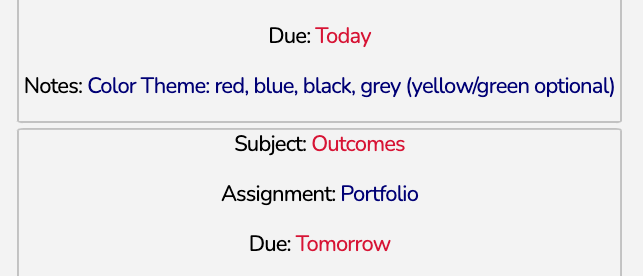 Due: Today
Notes: Color Theme: red, blue, black, grey (yellow/green optional)
Subject: Outcomes
Assignment: Portfolio
Due: Tomorrow